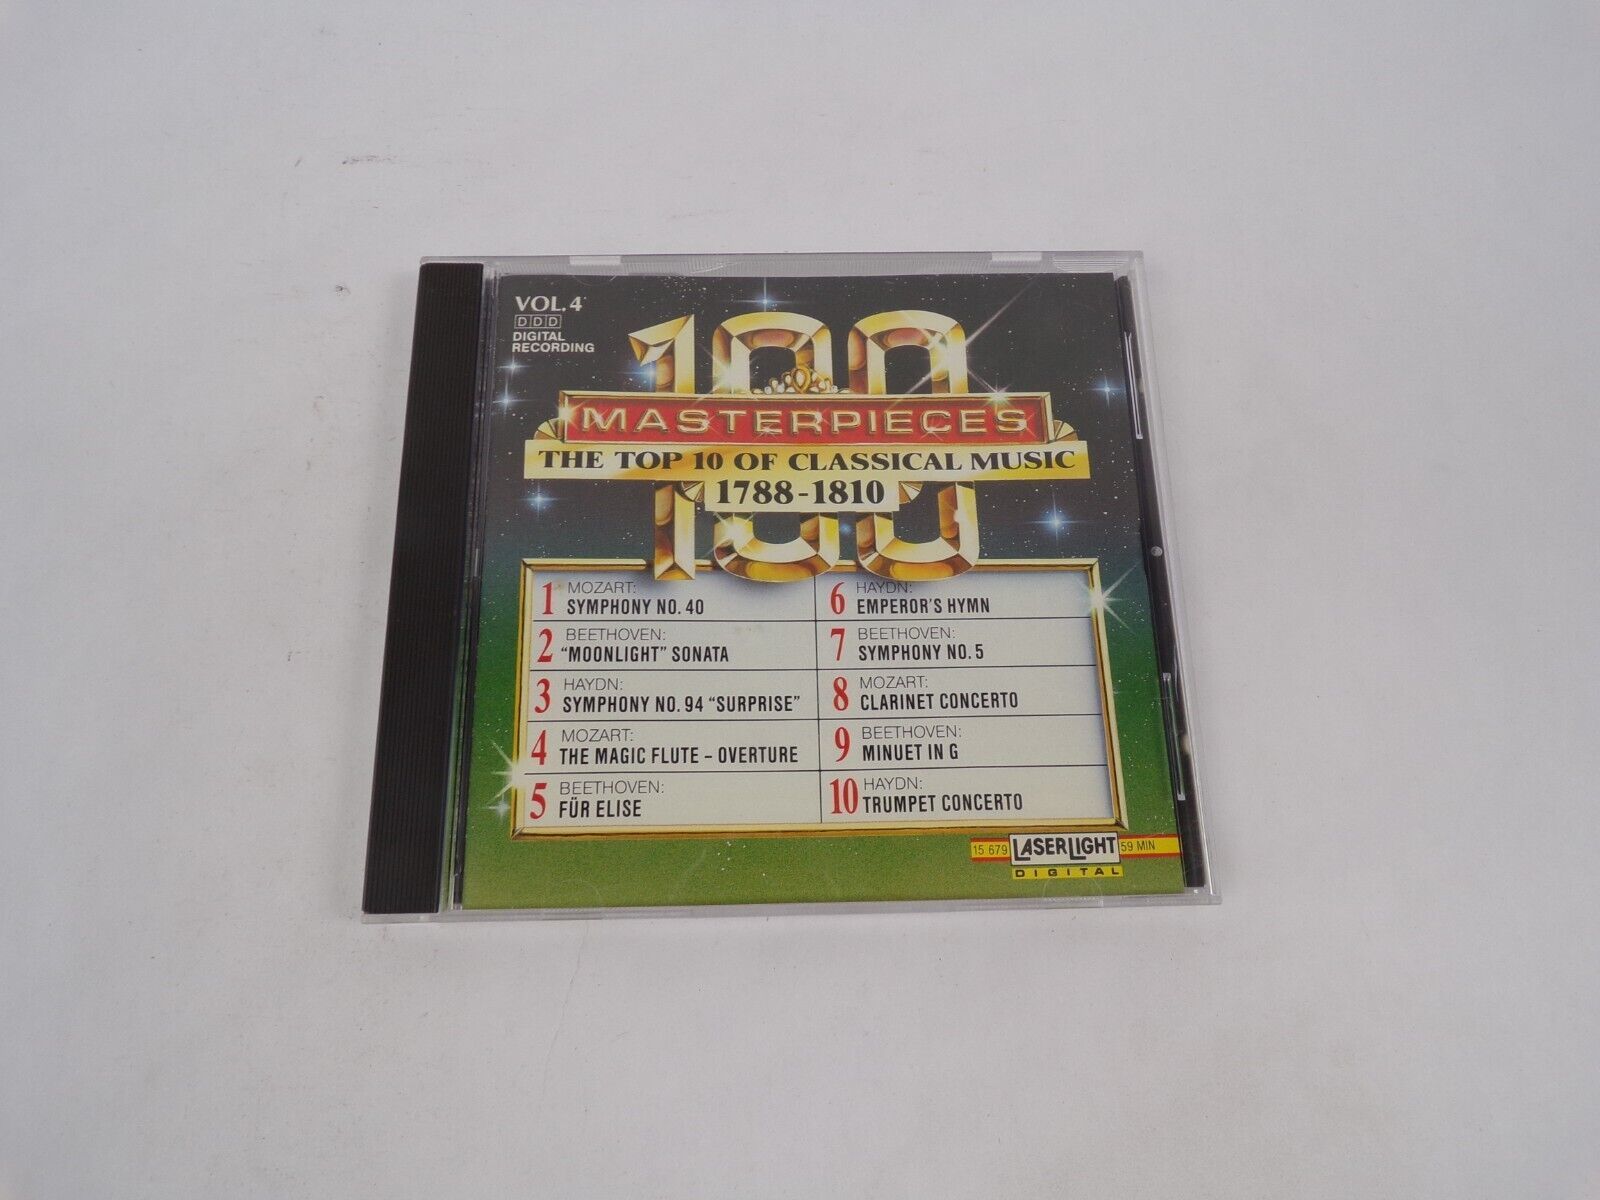 VOL. 4
DDD
DIGITAL
RECORDING
100
MASTERPIECES
THE TOP 10 OF CLASSICAL MUSIC
1788-1810
100
1 MOZART:
SYMPHONY NO. 40
2 BEETHOVEN:
"MOONLIGHT" SONATA
3 HAYDN:
SYMPHONY NO. 94 "SURPRISE"
4 MOZART:
THE MAGIC FLUTE – OVERTURE
5 BEETHOVEN:
FÜR ELISE
6 HAYDN:
EMPEROR'S HYMN
7 BEETHOVEN:
SYMPHONY NO. 5
8 MOZART:
CLARINET CONCERTO
9 BEETHOVEN:
MINUET IN G
10 HAYDN:
TRUMPET CONCERTO
15 679 LASERLIGHT 59 MIN
DIGITAL